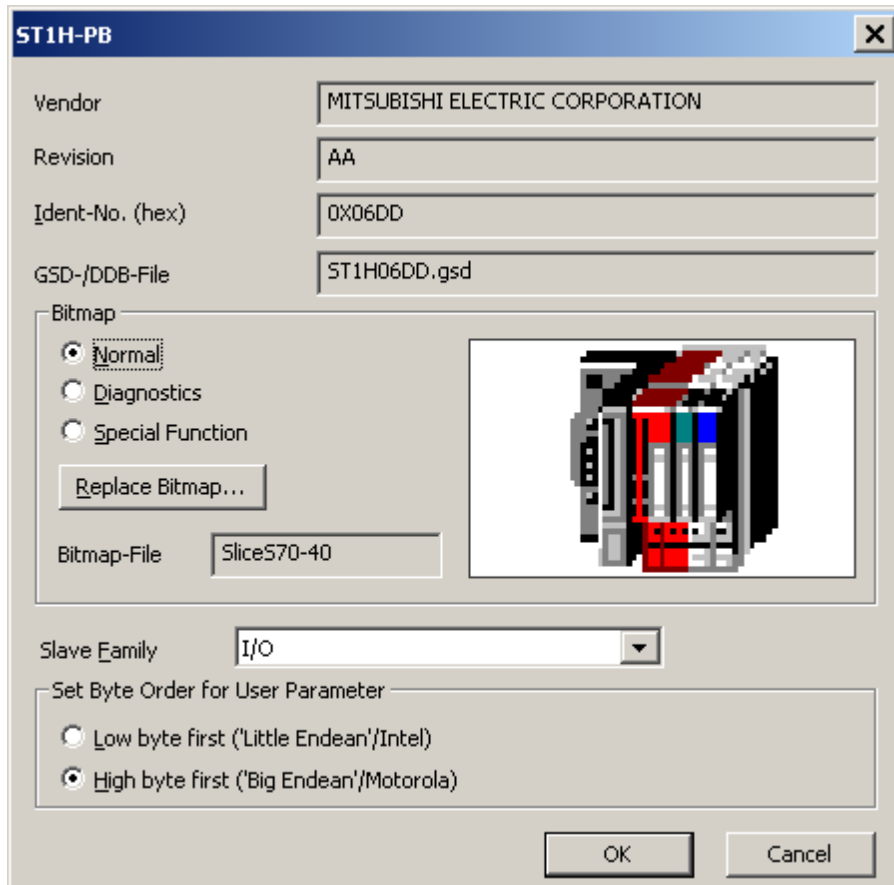 ST1H-PB
Vendor MITSUBISHI ELECTRIC CORPORATION
Revision AA
Ident-No. (hex) 0X06DD
GSD-/DDB-File ST1H06DD.gsd
Bitmap
Normal
Diagnostics
Special Function
Replace Bitmap...
Bitmap-File SliceS70-40
Slave Family I/O
Set Byte Order for User Parameter
Low byte first ('Little Endean'/Intel)
High byte first ('Big Endean'/Motorola)
OK Cancel